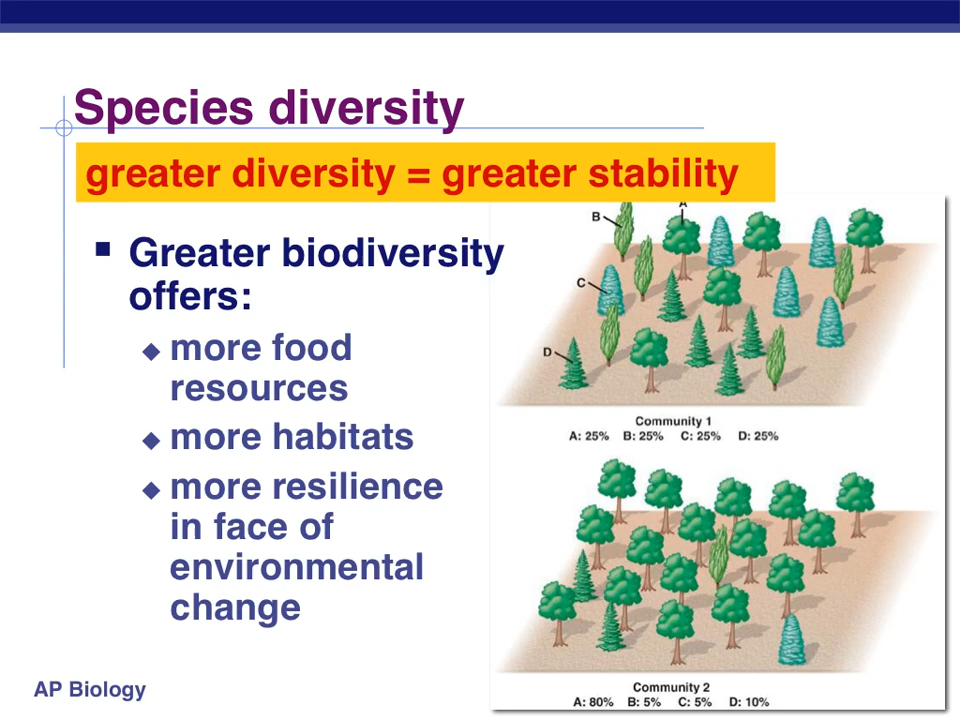 Species diversity
greater diversity = greater stability
Greater biodiversity
offers:
more food
resources
more habitats
more resilience
in face of
environmental
change
A
B
C
D
Community 1
A: 25% B: 25% C: 25% D: 25%
Community 2
A: 80% B: 5% C: 5% D: 10%
AP Biology